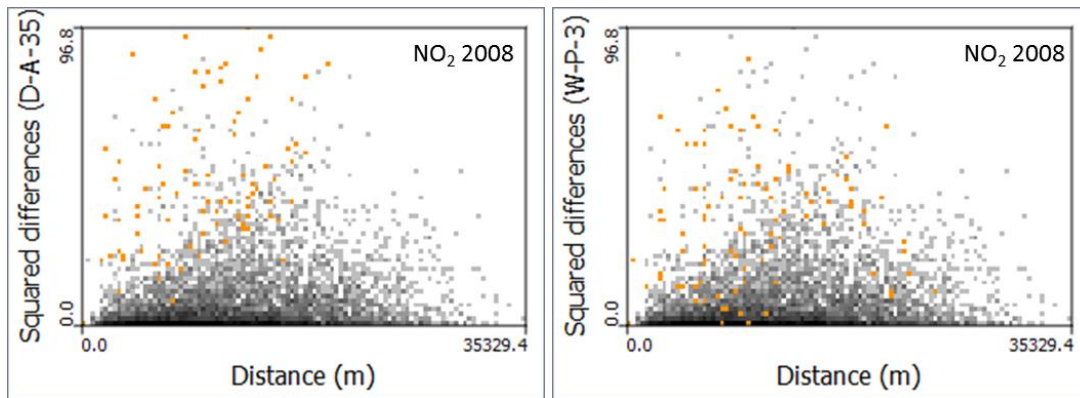 Squared differences (D-A-35)
96.8
0.0
NO₂ 2008
0.0
35329.4
Distance (m)
Squared differences (W-P-3)
96.8
0.0
NO₂ 2008
0.0
35329.4
Distance (m)